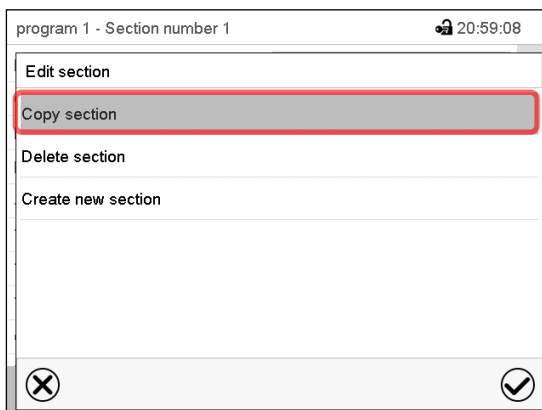 program 1 - Section number 1 20:59:08
Edit section
Copy section
Delete section
Create new section